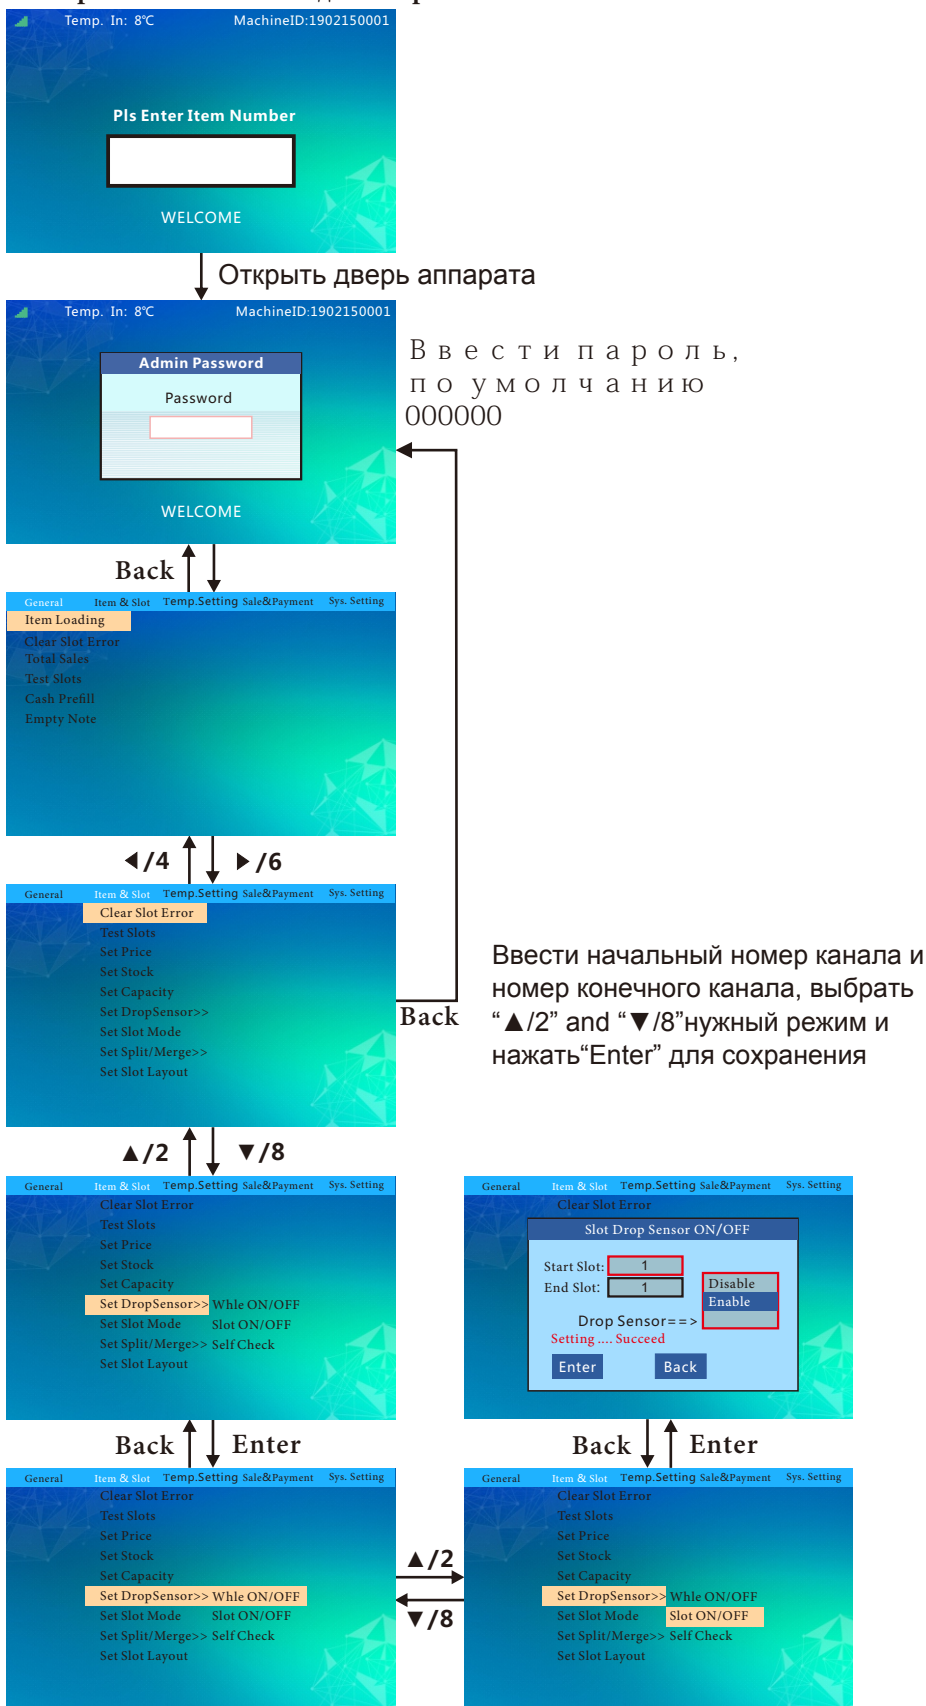 Temp. In: 8℃ MachineID:1902150001
Pls Enter Item Number
WELCOME
Открыть дверь аппарата
Temp. In: 8℃ MachineID:1902150001
Admin Password
Password
WELCOME
Ввести пароль,
по умолчанию
000000
Back
General Item & Slot Temp.Setting Sale&Payment Sys. Setting
Item Loading
Clear Slot Error
Total Sales
Test Slots
Cash Prefill
Empty Note
◀/4 ▶/6
General Item & Slot Temp.Setting Sale&Payment Sys. Setting
Clear Slot Error
Test Slots
Set Price
Set Stock
Set Capacity
Set DropSensor>>
Set Slot Mode
Set Split/Merge>>
Set Slot Layout
Back
Ввести начальный номер канала и
номер конечного канала, выбрать
“▲/2” and “▼/8”нужный режим и
нажать“Enter” для сохранения
▲/2 ▼/8
General Item & Slot Temp.Setting Sale&Payment Sys. Setting
Clear Slot Error
Test Slots
Set Price
Set Stock
Set Capacity
Set DropSensor>> Whle ON/OFF
Set Slot Mode Slot ON/OFF
Set Split/Merge>> Self Check
Set Slot Layout
General Item & Slot Temp.Setting Sale&Payment Sys. Setting
Clear Slot Error
Slot Drop Sensor ON/OFF
Start Slot: 1
End Slot: 1
Disable
Enable
Drop Sensor==>
Setting .... Succeed
Enter Back
Back Enter
Back Enter
General Item & Slot Temp.Setting Sale&Payment Sys. Setting
Clear Slot Error
Test Slots
Set Price
Set Stock
Set Capacity
Set DropSensor>> Whle ON/OFF
Set Slot Mode Slot ON/OFF
Set Split/Merge>> Self Check
Set Slot Layout
▲/2
▼/8
General Item & Slot Temp.Setting Sale&Payment Sys. Setting
Clear Slot Error
Test Slots
Set Price
Set Stock
Set Capacity
Set DropSensor>> Whle ON/OFF
Set Slot Mode Slot ON/OFF
Set Split/Merge>> Self Check
Set Slot Layout